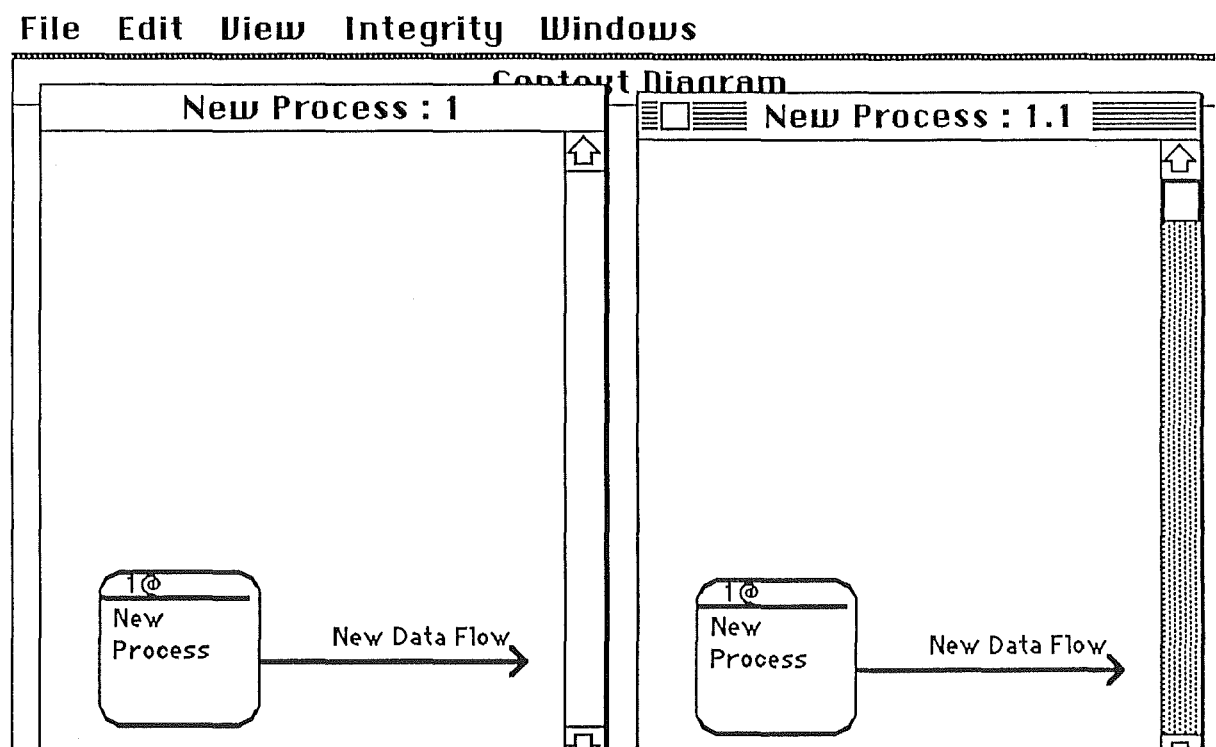 File Edit View Integrity Windows
Context Diagram
New Process : 1
New Process : 1.1
1@
New
Process
New Data Flow
1@
New
Process
New Data Flow